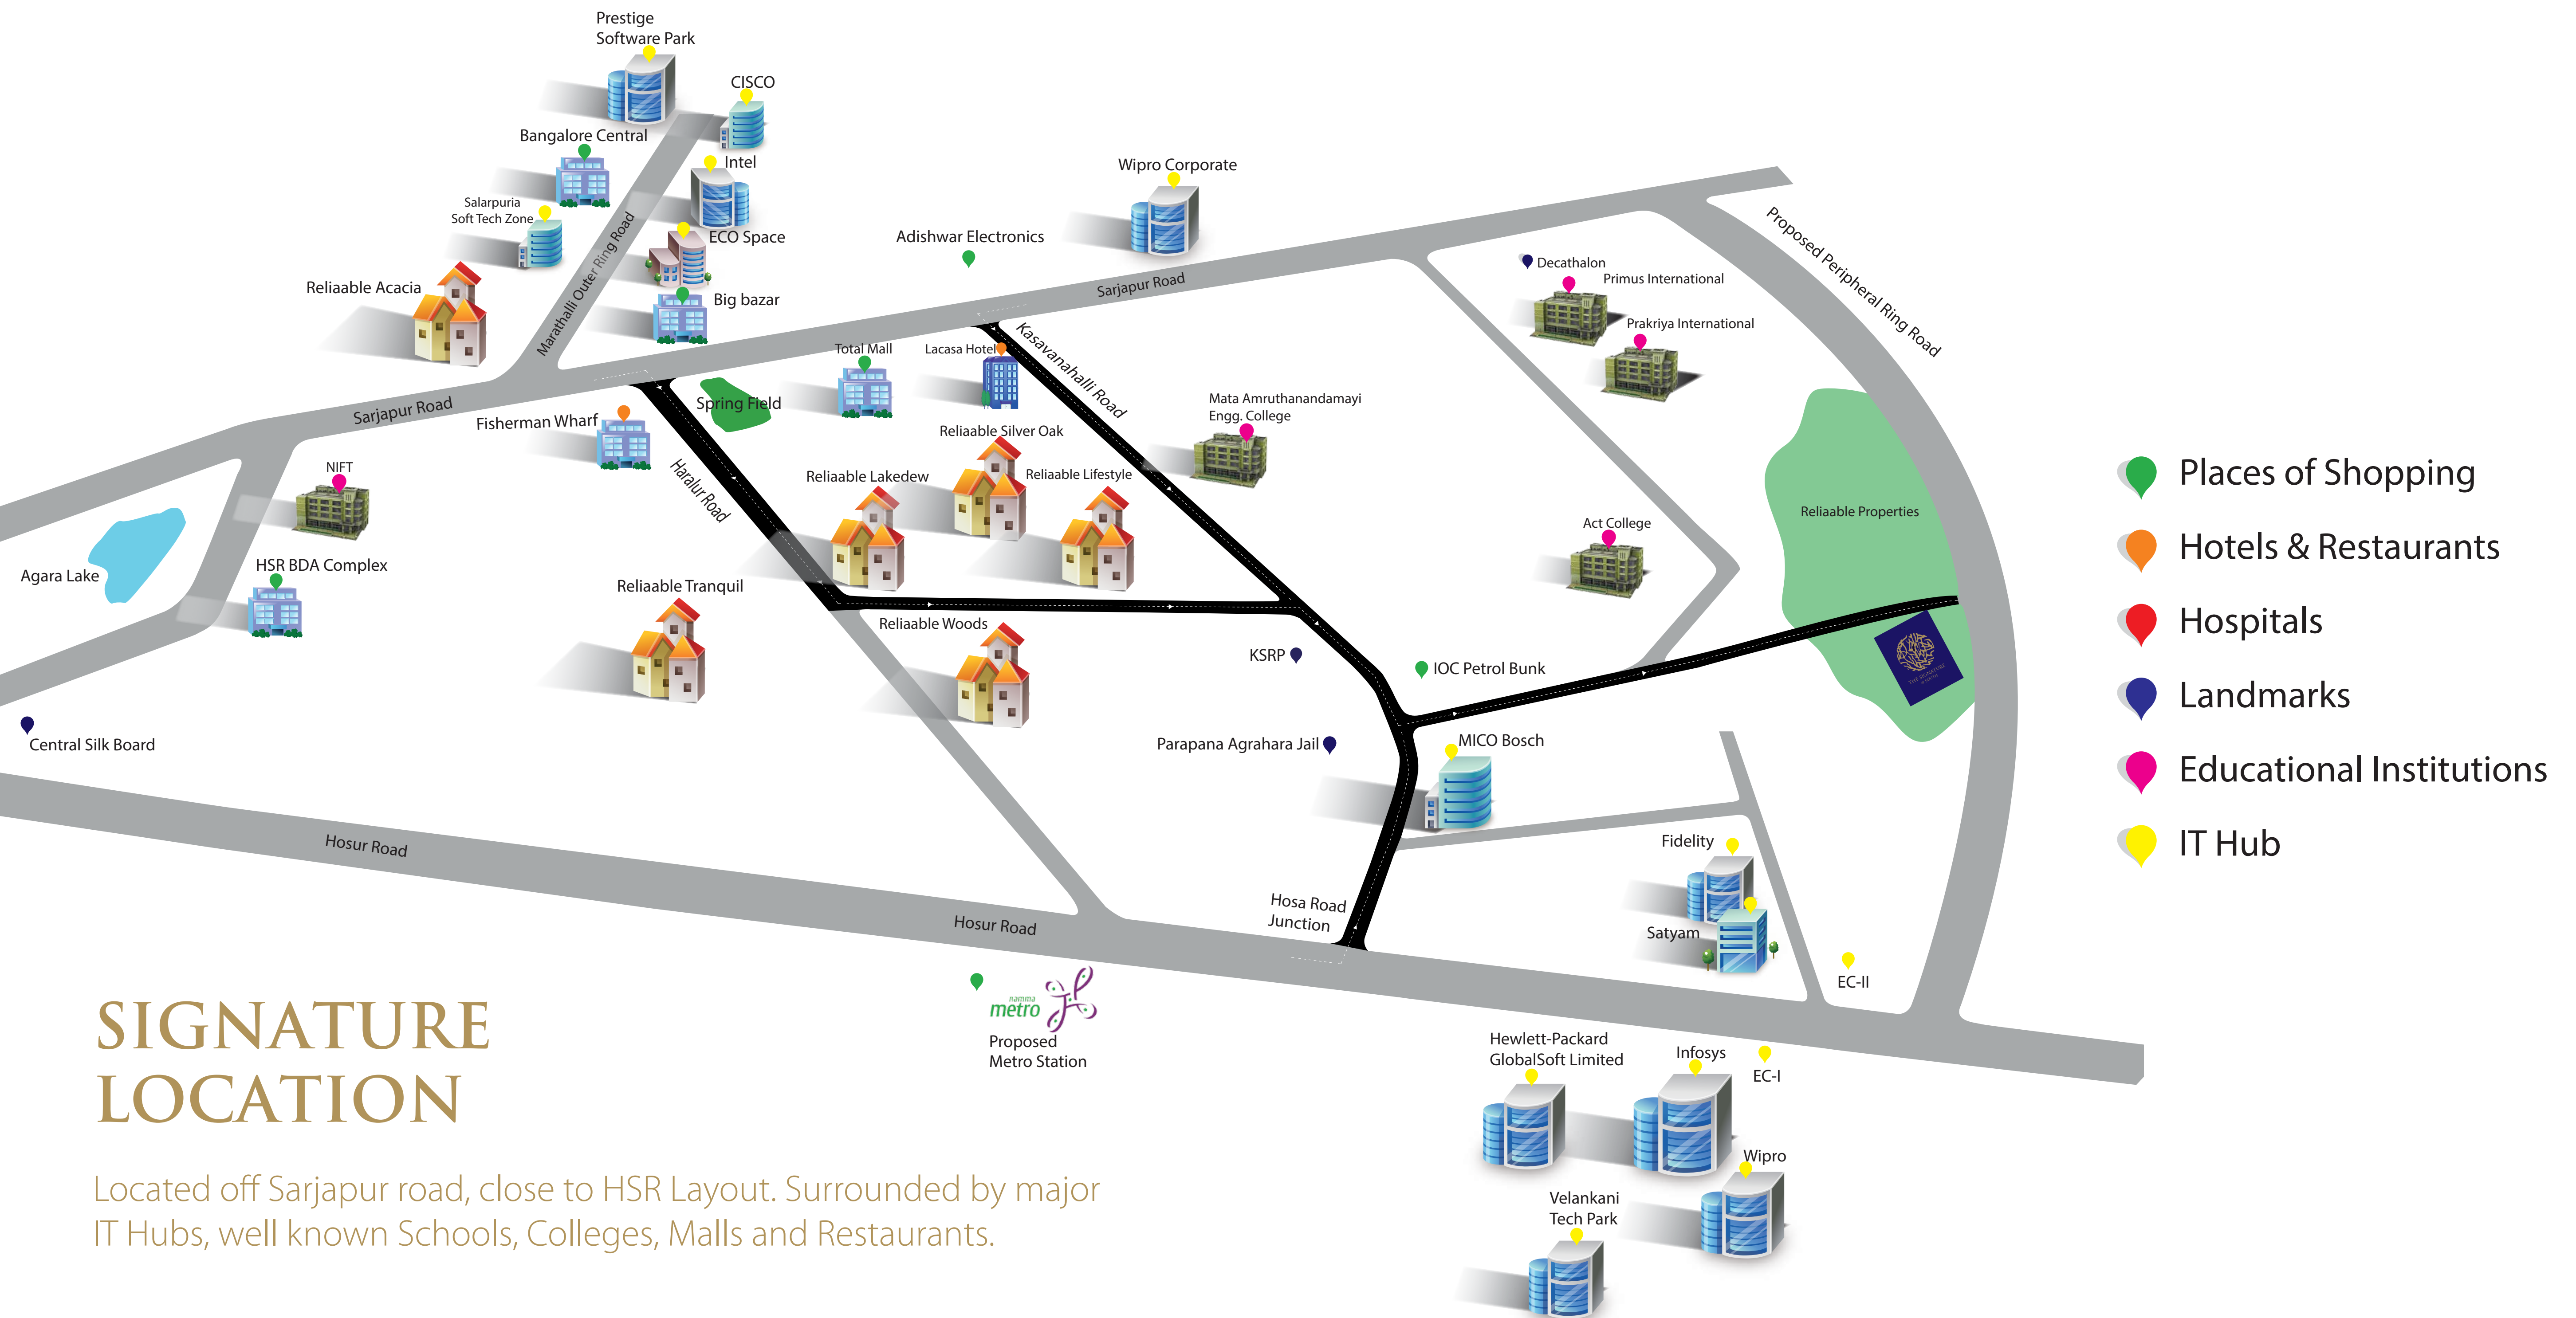 Prestige
Software Park
CISCO
Bangalore Central
Intel
Salarpuria
Soft Tech Zone
ECO Space
Marathalli Outer Ring Road
Reliaable Acacia
Big bazar
Wipro Corporate
Adishwar Electronics
Sarjapur Road
Proposed Peripheral Ring Road
Decathalon
Primus International
Prakriya International
Kasavanahalli Road
Total Mall
Lacasa Hotel
Spring Field
Sarjapur Road
Fisherman Wharf
Mata Amruthanandamayi
Engg. College
Reliaable Silver Oak
Reliaable Lakedew
Reliaable Lifestyle
Haralur Road
NIFT
Agara Lake
HSR BDA Complex
Reliaable Tranquil
Reliaable Woods
Act College
Reliaable Properties
THE SIGNATURE
KSRP
IOC Petrol Bunk
Central Silk Board
Parapana Agrahara Jail
MICO Bosch
Hosur Road
Fidelity
Satyam
Hosa Road
Junction
Hosur Road
EC-II
namma
metro
Proposed
Metro Station
Hewlett-Packard
GlobalSoft Limited
Infosys
EC-I
Wipro
Velankani
Tech Park
Places of Shopping
Hotels & Restaurants
Hospitals
Landmarks
Educational Institutions
IT Hub
SIGNATURE
LOCATION
Located off Sarjapur road, close to HSR Layout. Surrounded by major
IT Hubs, well known Schools, Colleges, Malls and Restaurants.